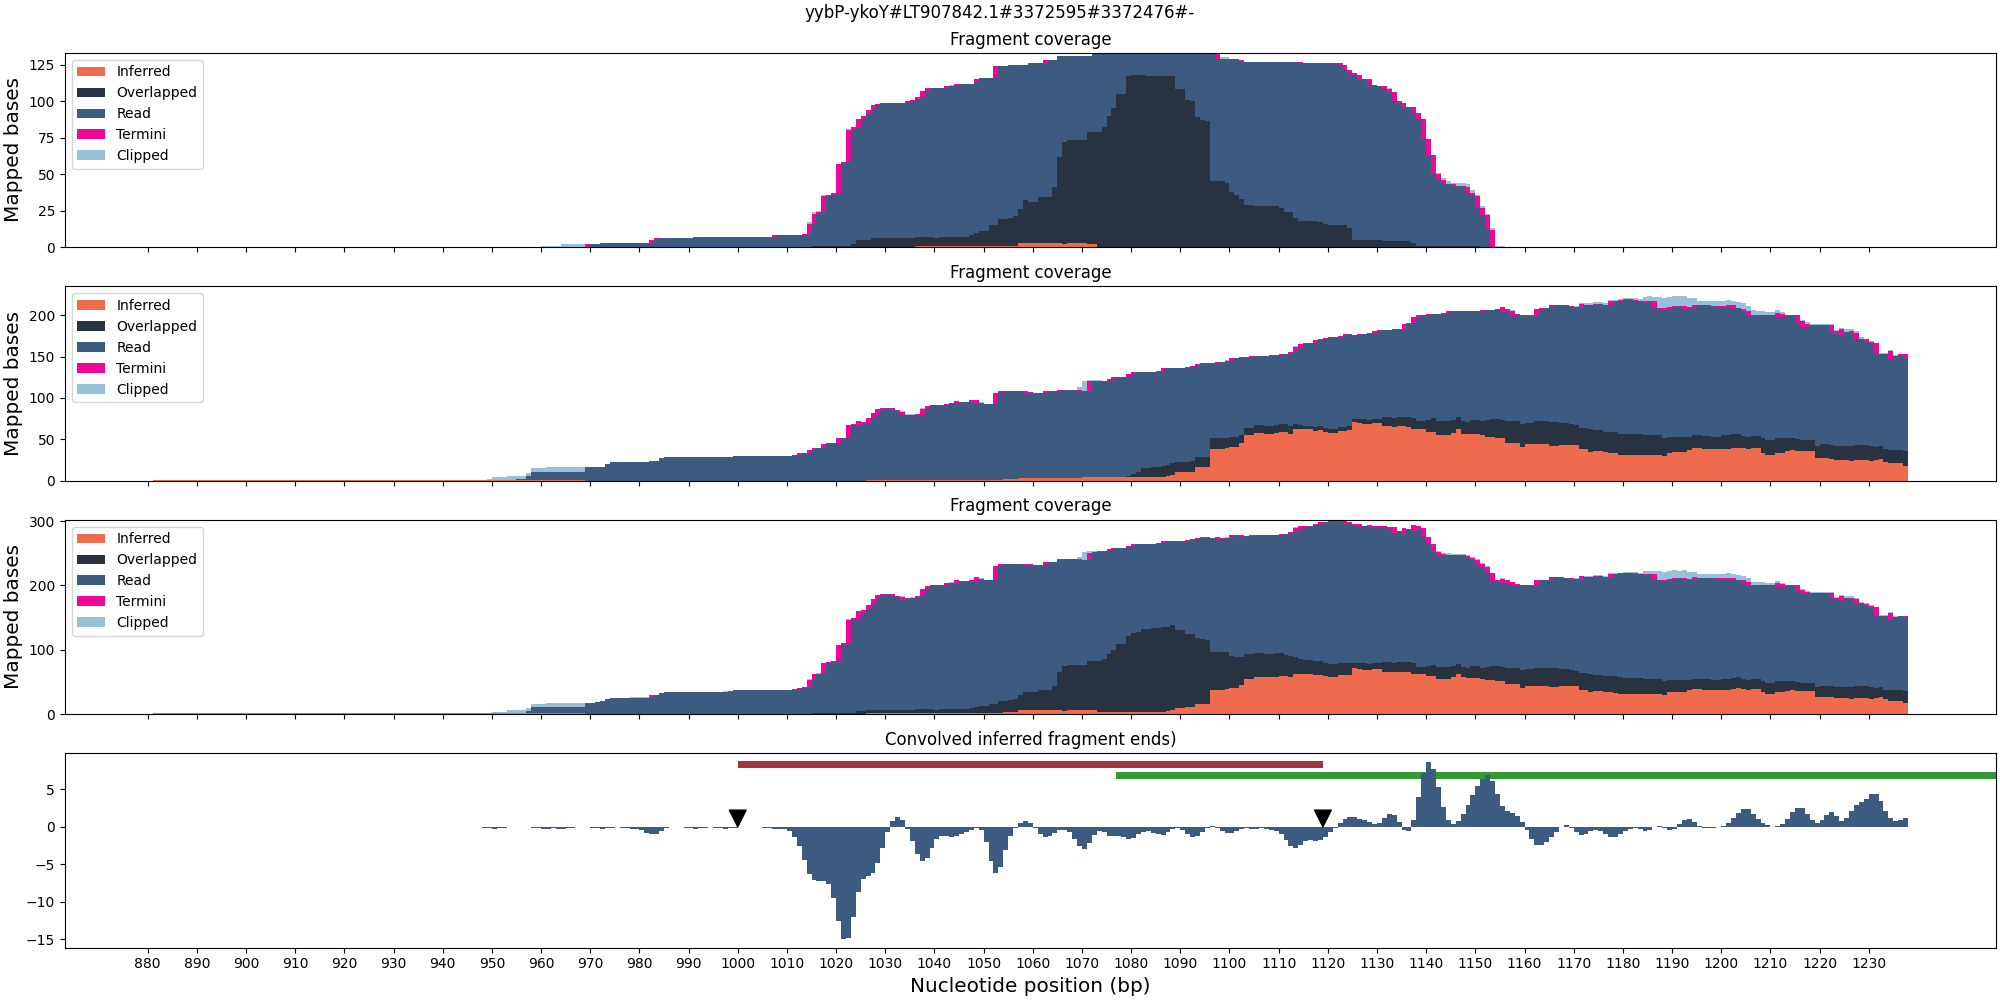 yybP-ykoY#LT907842.1#3372595#3372476#-
Fragment coverage
Mapped bases
125
100
75
50
25
0
Inferred
Overlapped
Read
Termini
Clipped
Fragment coverage
Mapped bases
200
150
100
50
0
Inferred
Overlapped
Read
Termini
Clipped
Fragment coverage
Mapped bases
300
200
100
0
Inferred
Overlapped
Read
Termini
Clipped
Convolved inferred fragment ends)
5
0
−5
−10
−15
880 890 900 910 920 930 940 950 960 970 980 990 1000 1010 1020 1030 1040 1050 1060 1070 1080 1090 1100 1110 1120 1130 1140 1150 1160 1170 1180 1190 1200 1210 1220 1230
Nucleotide position (bp)